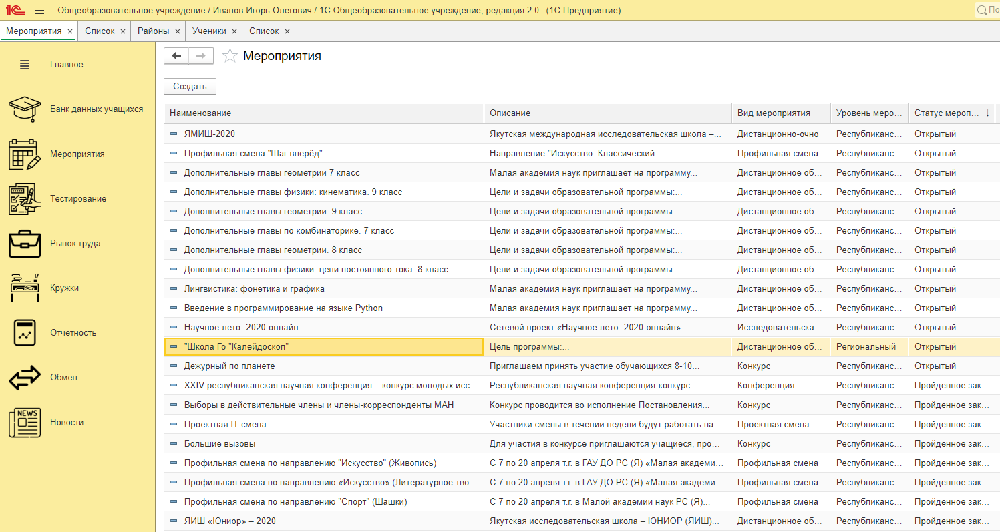 1С Общеобразовательное учреждение / Иванов Игорь Олегович / 1С:Общеобразовательное учреждение, редакция 2.0 (1С:Предприятие) По
Мероприятия × Список × Районы × Ученики × Список ×
Главное
Банк данных учащихся
Мероприятия
Тестирование
Рынок труда
Кружки
Отчетность
Обмен
NEWS
Новости
Мероприятия
Создать
Наименование Описание Вид мероприятия Уровень меро... Статус мероп... ↓
ЯМИШ-2020 Якутская международная исследовательская школа –... Дистанционно-очно Республиканс... Открытый
Профильная смена "Шаг вперёд" Направление "Искусство. Классический... Профильная смена Республиканс... Открытый
Дополнительные главы геометрии 7 класс Малая академия наук приглашает на программу... Дистанционное об... Республиканс... Открытый
Дополнительные главы физики: кинематика. 9 класс Цели и задачи образовательной программы:... Дистанционное об... Республиканс... Открытый
Дополнительные главы геометрии. 9 класс Цели и задачи образовательной программы:... Дистанционное об... Республиканс... Открытый
Дополнительные главы по комбинаторике. 7 класс Цели и задачи образовательной программы:... Дистанционное об... Республиканс... Открытый
Дополнительные главы геометрии. 8 класс Цели и задачи образовательной программы:... Дистанционное об... Республиканс... Открытый
Дополнительные главы физики: цепи постоянного тока. 8 класс Цели и задачи образовательной программы:... Дистанционное об... Республиканс... Открытый
Лингвистика: фонетика и графика Малая академия наук приглашает на программу... Дистанционное об... Республиканс... Открытый
Введение в программирование на языке Python Малая академия наук приглашает на программу... Дистанционное об... Республиканс... Открытый
Научное лето- 2020 онлайн Сетевой проект «Научное лето- 2020 онлайн» -... Исследовательска... Республиканс... Открытый
"Школа Го "Калейдоскоп" Цель программы:... Дистанционное об... Региональный Открытый
Дежурный по планете Приглашаем принять участие обучающихся 8-10... Конкурс Республиканс... Открытый
XXIV республиканская научная конференция – конкурс молодых исс... Республиканская научная конференция-конкурс... Конференция Республиканс... Пройденное зак...
Выборы в действительные члены и члены-корреспонденты МАН Конкурс проводится во исполнение Постановления... Конкурс Республиканс... Пройденное зак...
Проектная IT-смена Участники смены в течении недели будут работать на... Проектная смена Республиканс... Пройденное зак...
Большие вызовы Для участия в конкурсе приглашаются учащиеся, про... Конкурс Республиканс... Пройденное зак...
Профильная смена по направлению "Искусство" (Живопись) С 7 по 20 апреля т.г. в ГАУ ДО РС (Я) «Малая академи... Профильная смена Республиканс... Пройденное зак...
Профильная смена по направлению «Искусство» (Литературное тво... С 7 по 20 апреля т.г. в ГАУ ДО РС (Я) «Малая академи... Профильная смена Республиканс... Пройденное зак...
Профильная смена по направлению "Спорт" (Шашки) С 7 по 20 апреля т.г. в Малой академии наук РС (Я)... Профильная смена Республиканс... Пройденное зак...
ЯИШ «Юниор» – 2020 Якутская исследовательская школа – ЮНИОР (ЯИШ)... Дистанционное об... Республиканс... Пройденное зак...